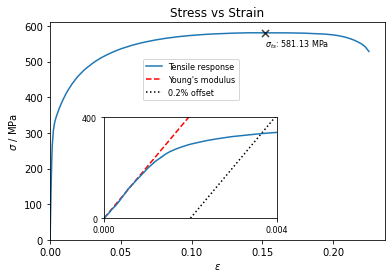 Stress vs Strain
600
500
400
300
200
100
0
σ / MPa
σ_ts: 581.13 MPa
Tensile response
Young's modulus
0.2% offset
400
0
0.000
0.004
0.00
0.05
0.10
0.15
0.20
ε